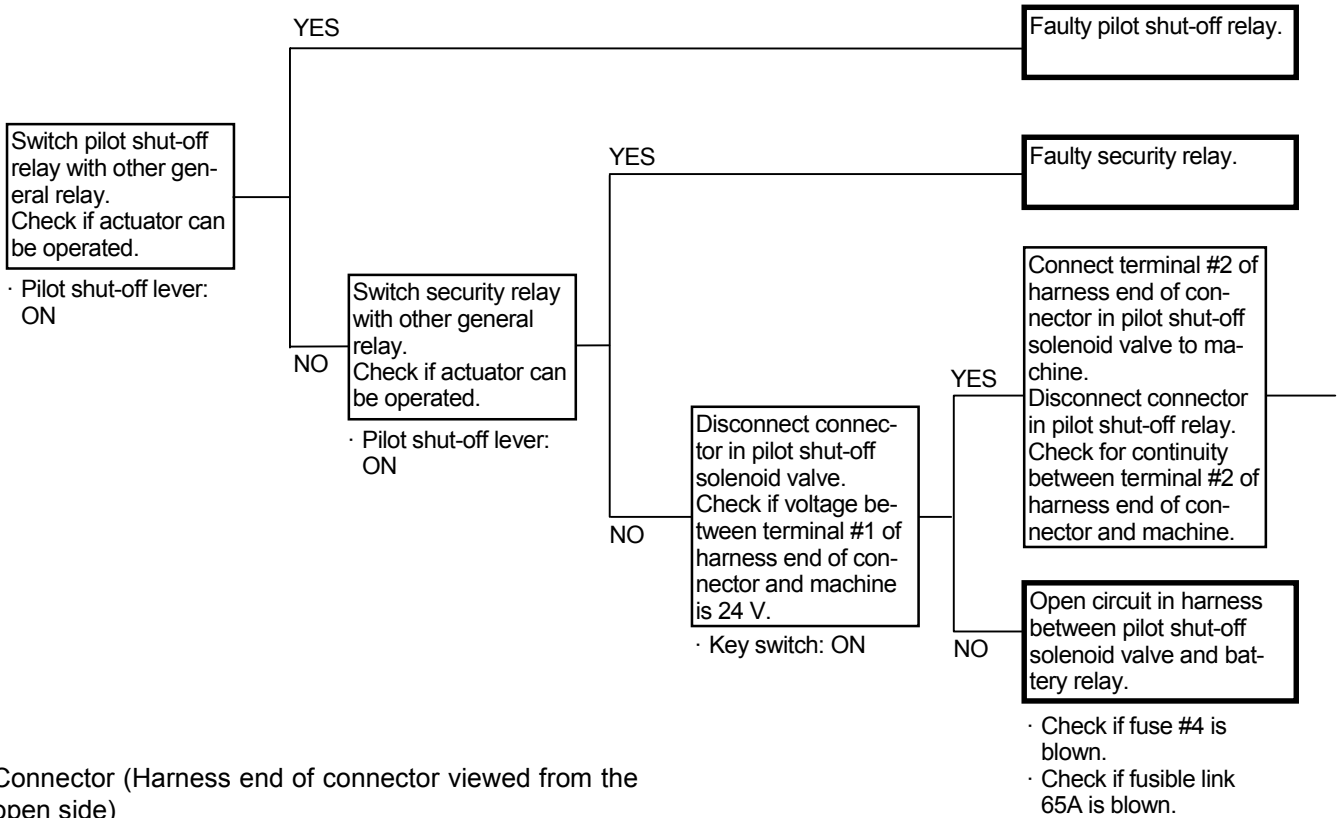 YES
Faulty pilot shut-off relay.
Switch pilot shut-off
relay with other gen-
eral relay.
Check if actuator can
be operated.
· Pilot shut-off lever:
ON
YES
Faulty security relay.
NO
Switch security relay
with other general
relay.
Check if actuator can
be operated.
· Pilot shut-off lever:
ON
YES
Connect terminal #2 of
harness end of con-
nector in pilot shut-off
solenoid valve to ma-
chine.
Disconnect connector
in pilot shut-off relay.
Check for continuity
between terminal #2 of
harness end of con-
nector and machine.
NO
Disconnect connec-
tor in pilot shut-off
solenoid valve.
Check if voltage be-
tween terminal #1 of
harness end of con-
nector and machine
is 24 V.
· Key switch: ON
NO
Open circuit in harness
between pilot shut-off
solenoid valve and bat-
tery relay.
· Check if fuse #4 is
blown.
· Check if fusible link
65A is blown.
Connector (Harness end of connector viewed from the
open side)